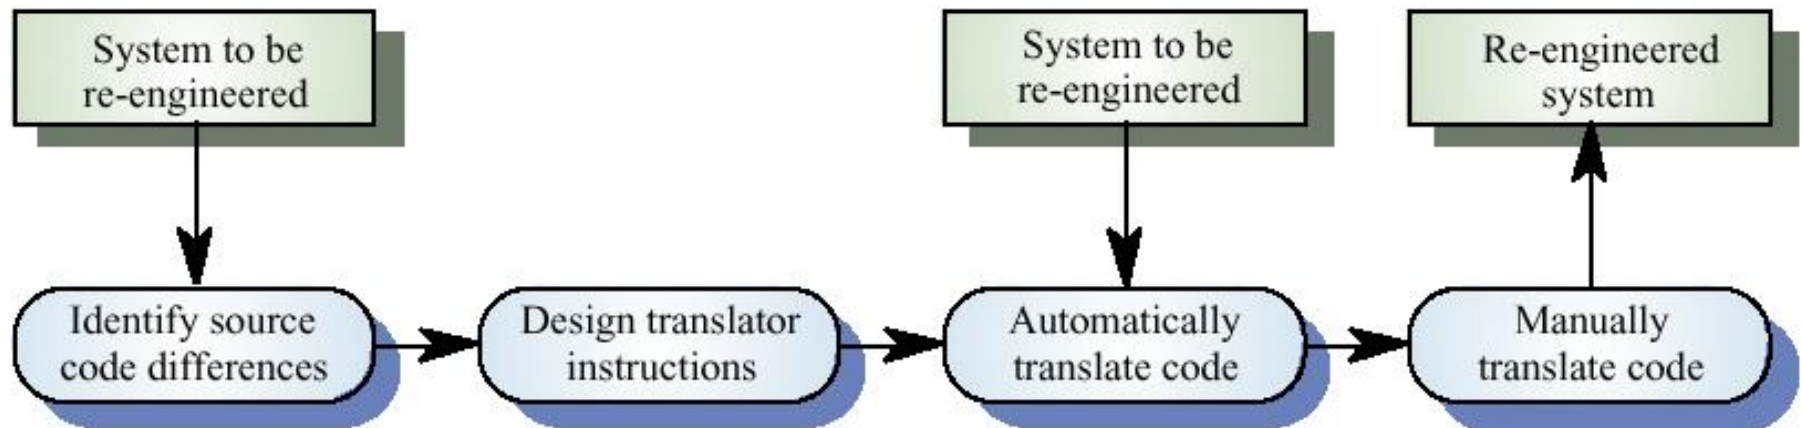 System to be
re-engineered
System to be
re-engineered
Re-engineered
system
Identify source
code differences
Design translator
instructions
Automatically
translate code
Manually
translate code